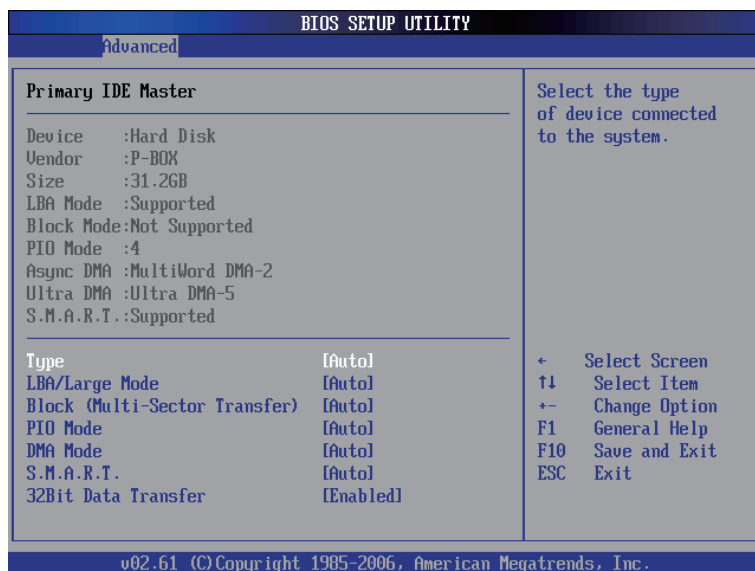 BIOS SETUP UTILITY
Advanced
Primary IDE Master
Device :Hard Disk
Vendor :P-BOX
Size :31.2GB
LBA Mode :Supported
Block Mode:Not Supported
PIO Mode :4
Async DMA :MultiWord DMA-2
Ultra DMA :Ultra DMA-5
S.M.A.R.T.:Supported
Type [Auto]
LBA/Large Mode [Auto]
Block (Multi-Sector Transfer) [Auto]
PIO Mode [Auto]
DMA Mode [Auto]
S.M.A.R.T. [Auto]
32Bit Data Transfer [Enabled]
Select the type
of device connected
to the system.
← Select Screen
↑↓ Select Item
+- Change Option
F1 General Help
F10 Save and Exit
ESC Exit
v02.61 (C)Copyright 1985-2006, American Megatrends, Inc.